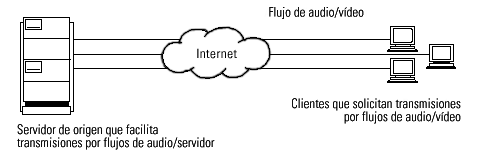 Flujo de audio/vídeo
Internet
Clientes que solicitan transmisiones
por flujos de audio/vídeo
Servidor de origen que facilita
transmisiones por flujos de audio/servidor